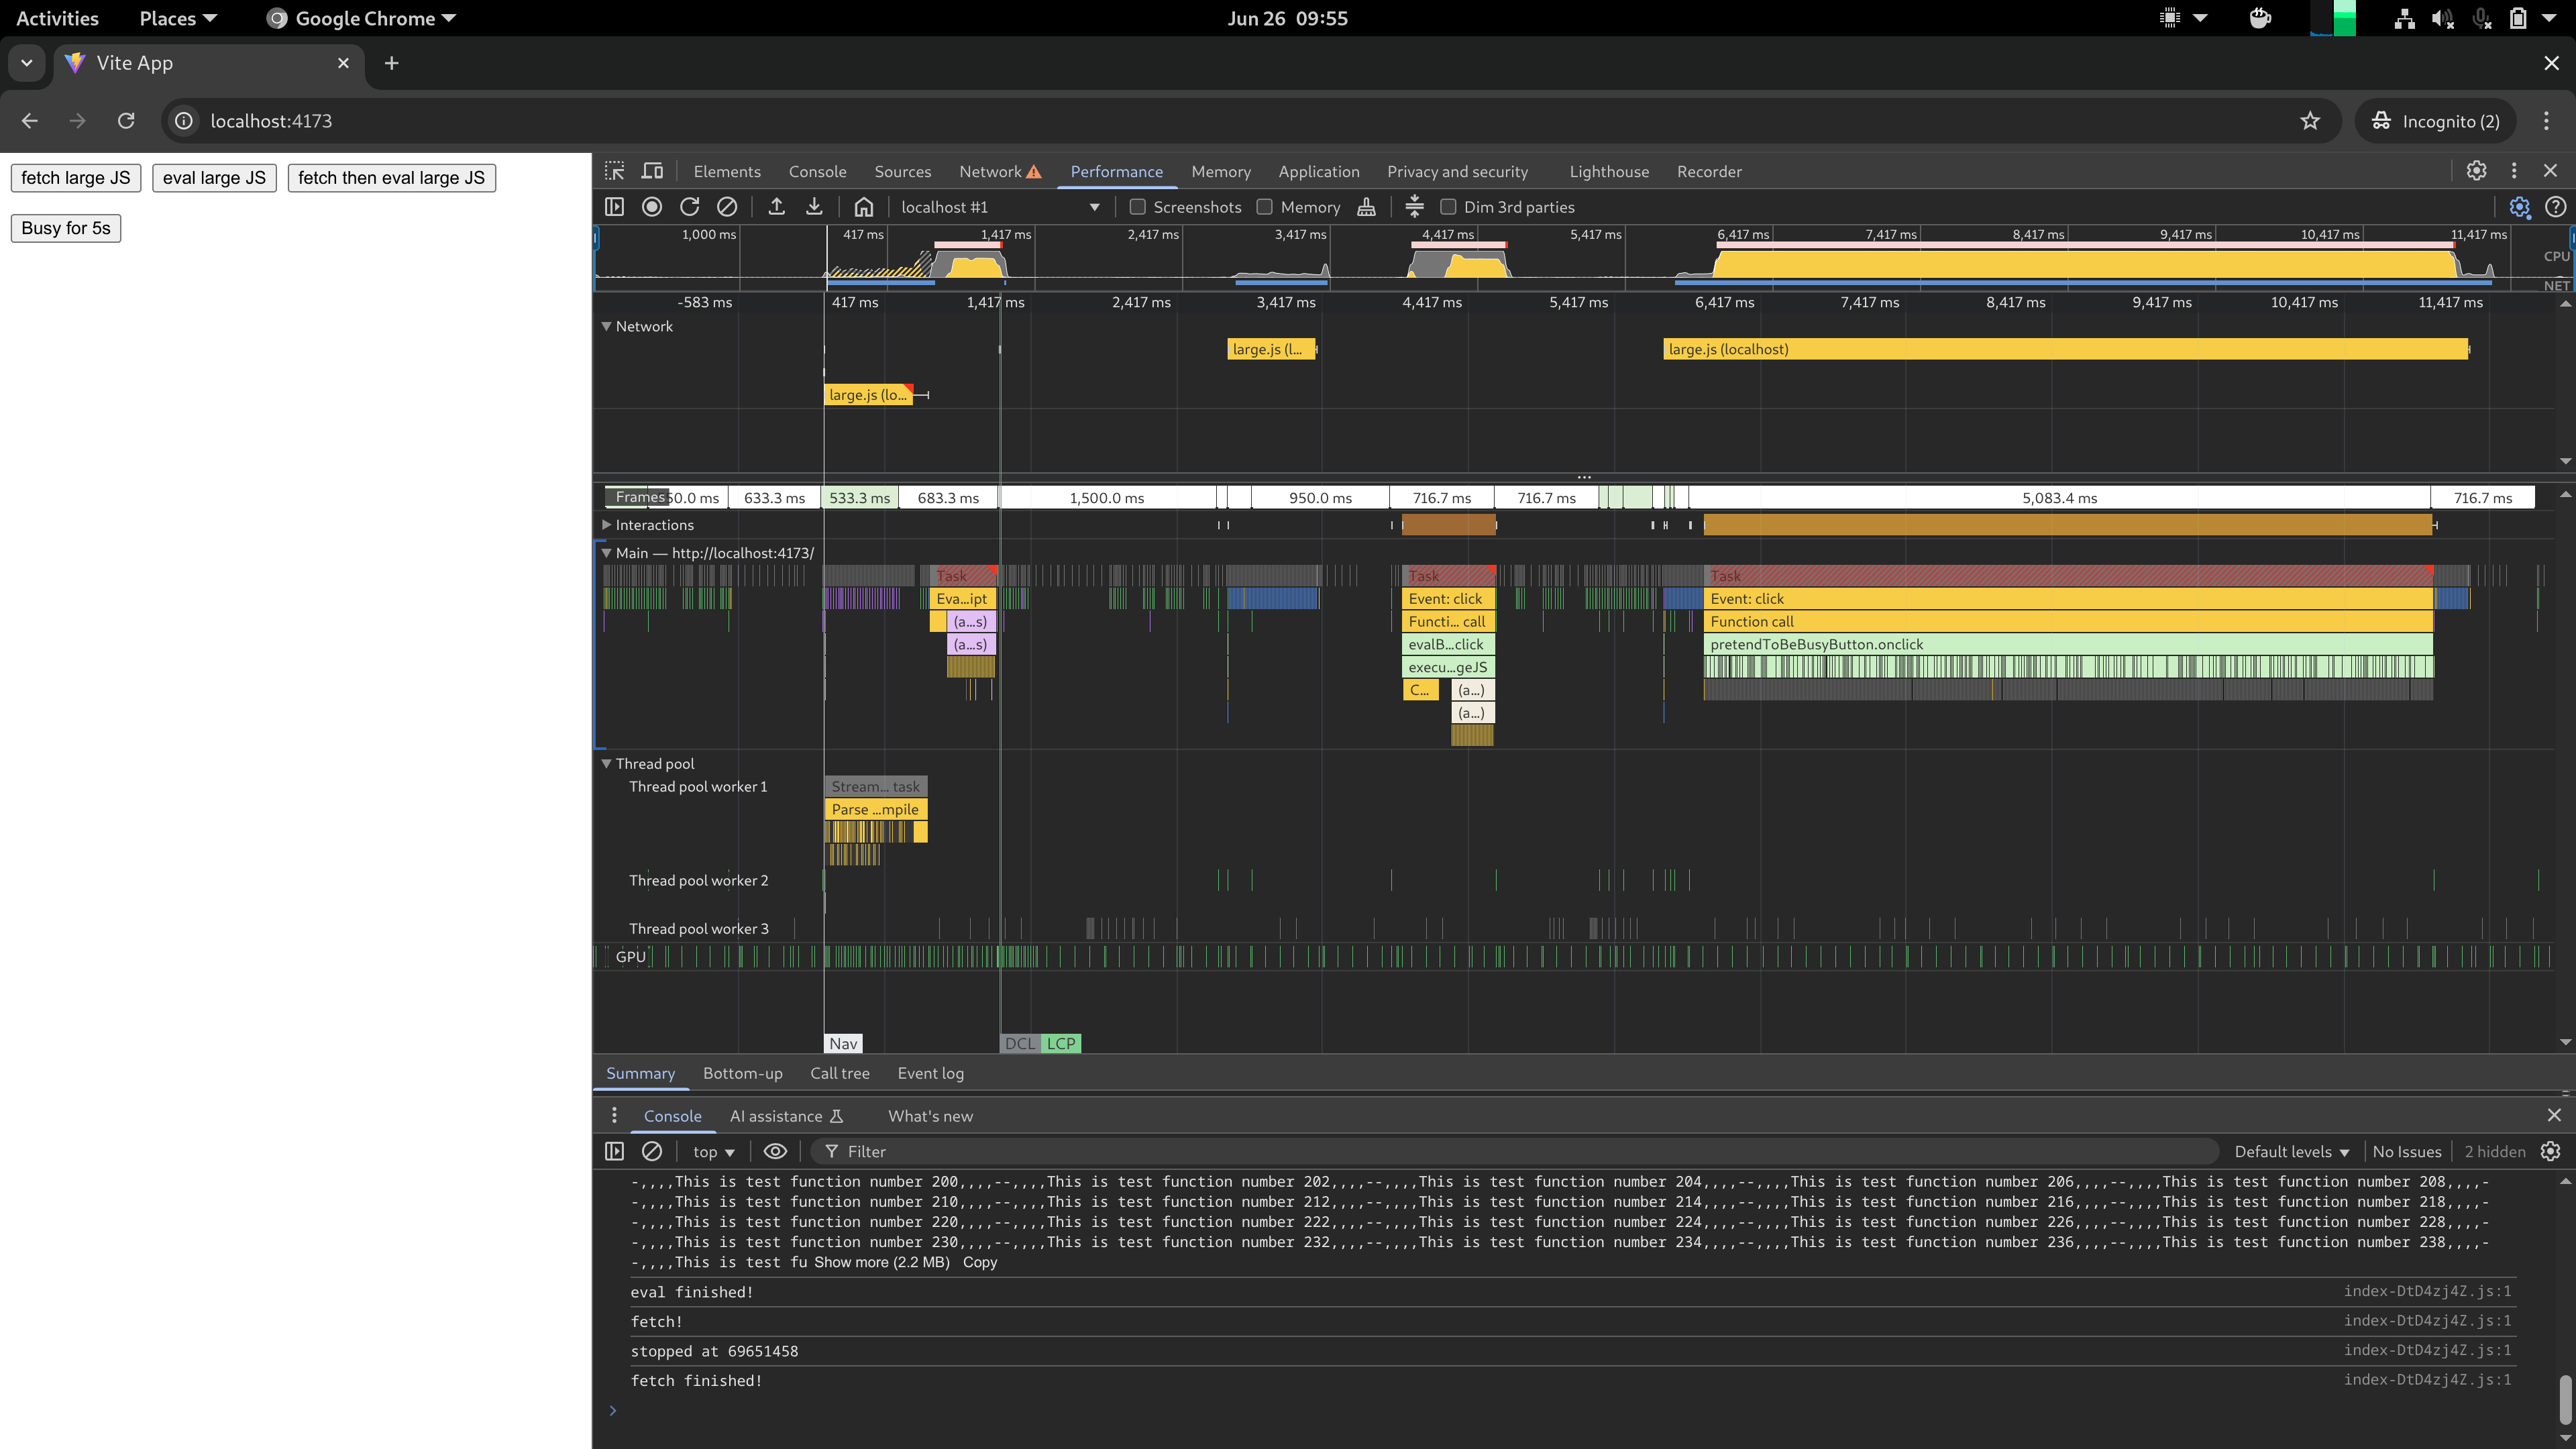 Activities Places Google Chrome Jun 26 09:55
Vite App
localhost:4173 Incognito (2)
fetch large JS eval large JS fetch then eval large JS
Busy for 5s
Elements Console Sources Network Performance Memory Application Privacy and security Lighthouse Recorder
localhost #1 Screenshots Memory Dim 3rd parties
1,000 ms 417 ms 1,417 ms 2,417 ms 3,417 ms 4,417 ms 5,417 ms 6,417 ms 7,417 ms 8,417 ms 9,417 ms 10,417 ms 11,417 ms
CPU
NET
-583 ms 417 ms 1,417 ms 2,417 ms 3,417 ms 4,417 ms 5,417 ms 6,417 ms 7,417 ms 8,417 ms 9,417 ms 10,417 ms 11,417 ms
Network
large.js (l... large.js (localhost)
large.js (lo...
Frames 50.0 ms 633.3 ms 533.3 ms 683.3 ms 1,500.0 ms 950.0 ms 716.7 ms 716.7 ms 5,083.4 ms 716.7 ms
Interactions
Main — http://localhost:4173/
Task Task Task
Eva...ipt Event: click Event: click
(a...s) Functi... call Function call
(a...s) evalB...click pretendToBeBusyButton.onclick
execu...geJS
C... (a...)
(a...)
Thread pool
Thread pool worker 1 Stream... task
Parse ...mpile
Thread pool worker 2
Thread pool worker 3
GPU
Nav DCL LCP
Summary Bottom-up Call tree Event log
Console AI assistance What's new
top Filter Default levels No Issues 2 hidden
-,,,,This is test function number 200,,,,--,,,,This is test function number 202,,,,--,,,,This is test function number 204,,,,--,,,,This is test function number 206,,,,--,,,,This is test function number 208,,,,-
-,,,,This is test function number 210,,,,--,,,,This is test function number 212,,,,--,,,,This is test function number 214,,,,--,,,,This is test function number 216,,,,--,,,,This is test function number 218,,,,-
-,,,,This is test function number 220,,,,--,,,,This is test function number 222,,,,--,,,,This is test function number 224,,,,--,,,,This is test function number 226,,,,--,,,,This is test function number 228,,,,-
-,,,,This is test function number 230,,,,--,,,,This is test function number 232,,,,--,,,,This is test function number 234,,,,--,,,,This is test function number 236,,,,--,,,,This is test function number 238,,,,-
-,,,,This is test fu Show more (2.2 MB) Copy
eval finished! index-DtD4zj4Z.js:1
fetch! index-DtD4zj4Z.js:1
stopped at 69651458 index-DtD4zj4Z.js:1
fetch finished! index-DtD4zj4Z.js:1